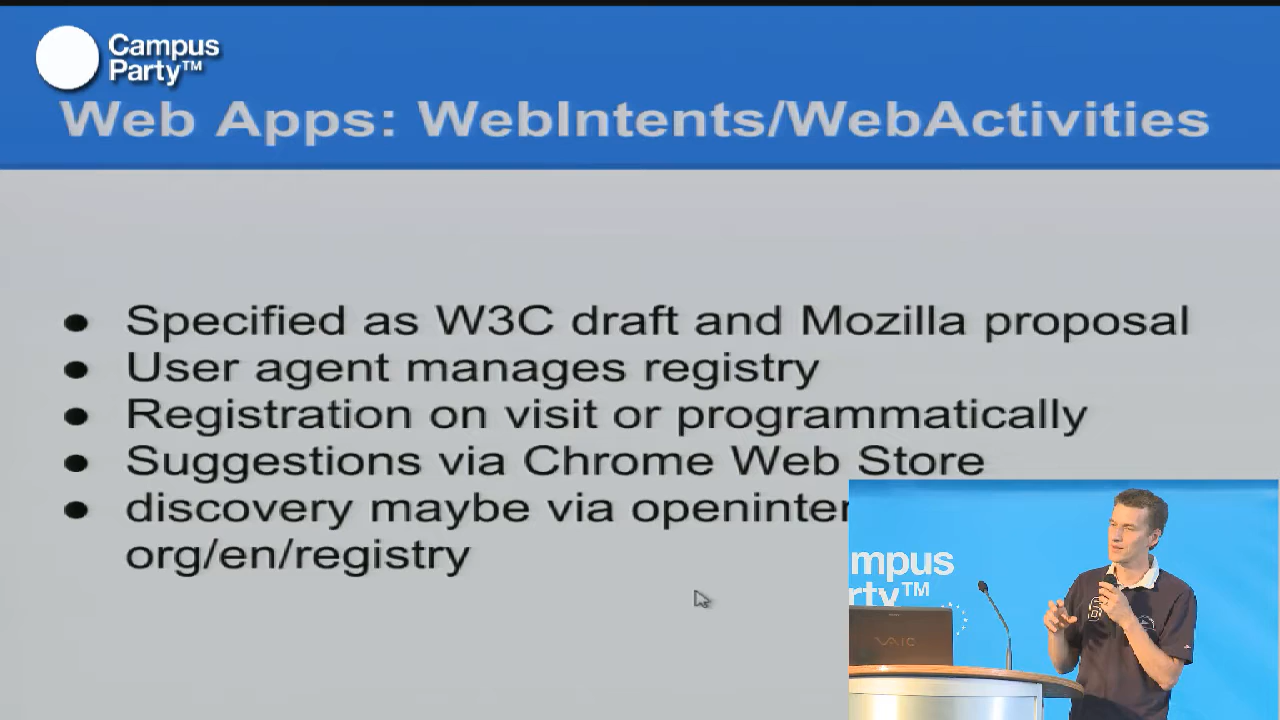 Campus
Party™
Web Apps: WebIntents/WebActivities
● Specified as W3C draft and Mozilla proposal
● User agent manages registry
● Registration on visit or programmatically
● Suggestions via Chrome Web Store
● discovery maybe via openinter
org/en/registry
mpus
rty™
VAIO